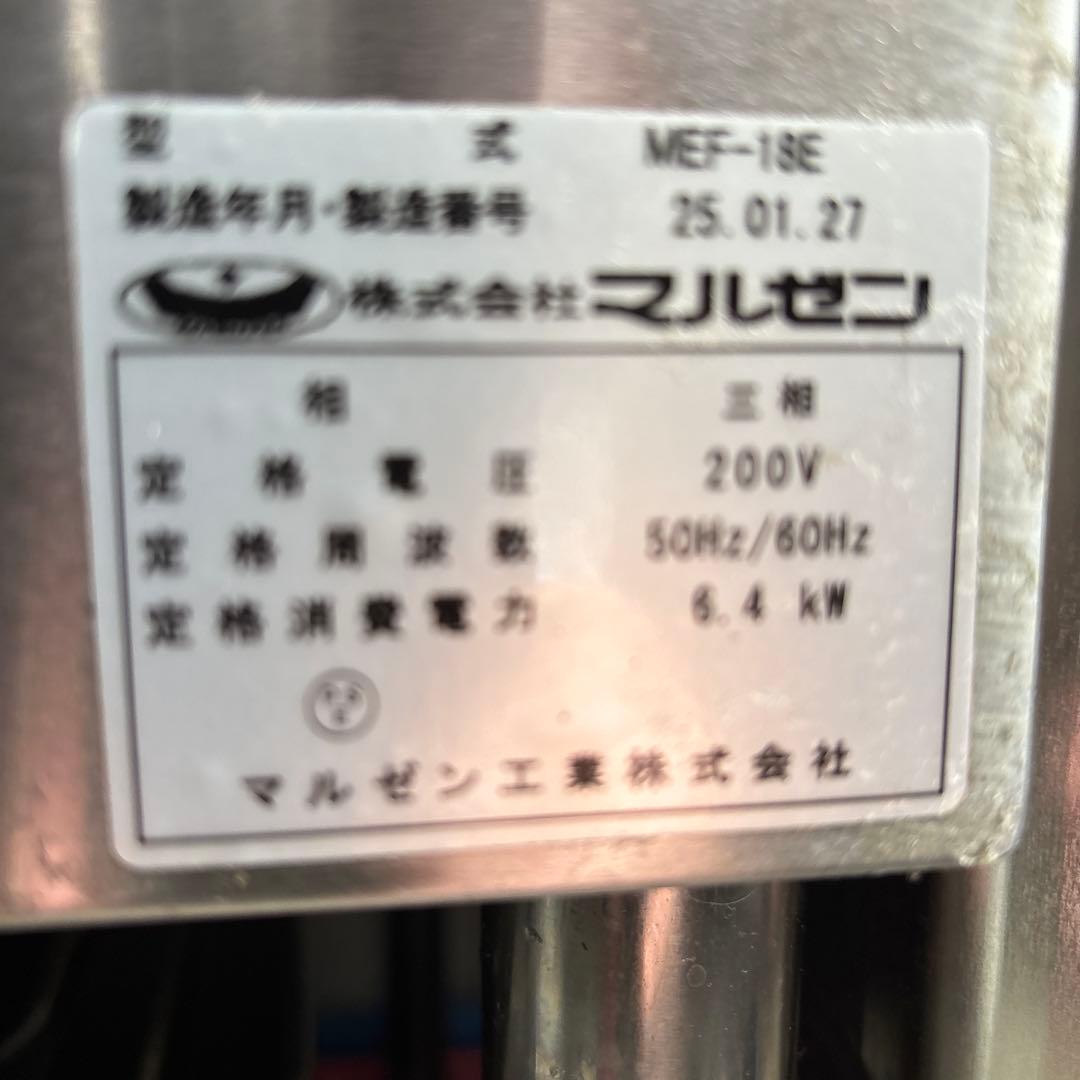 型式 MEF-18E
製造年月・製造番号 25.01.27
株式会社マルゼン
相 三相
定格電圧 200V
定格周波数 50Hz/60Hz
定格消費電力 6.4 kW
マルゼン工業株式会社